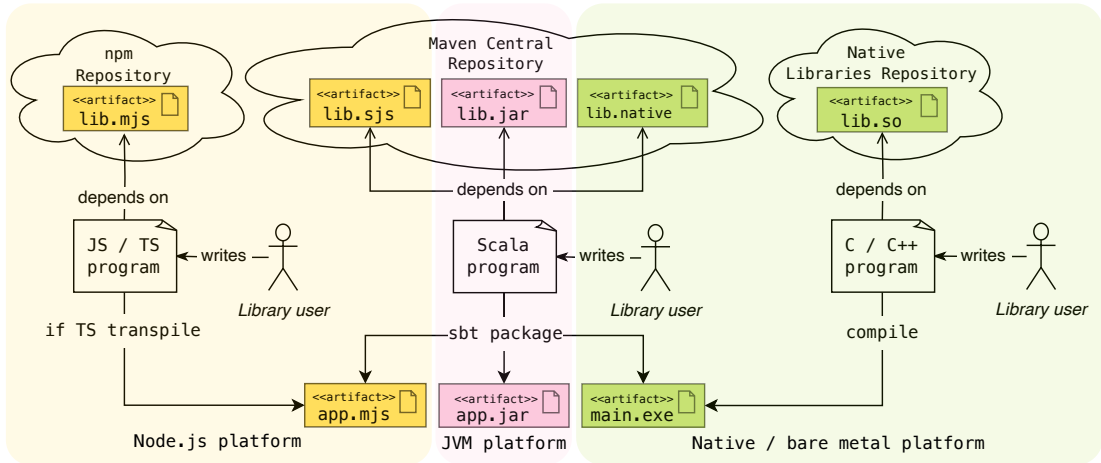 npm
Repository
<<artifact>>
lib.mjs
Maven Central
Repository
<<artifact>>
lib.sjs
<<artifact>>
lib.jar
<<artifact>>
lib.native
Native
Libraries Repository
<<artifact>>
lib.so
depends on
depends on
depends on
JS / TS
program
writes
Library user
Scala
program
writes
Library user
C / C++
program
writes
Library user
if TS transpile
sbt package
compile
<<artifact>>
app.mjs
<<artifact>>
app.jar
<<artifact>>
main.exe
Node.js platform
JVM platform
Native / bare metal platform